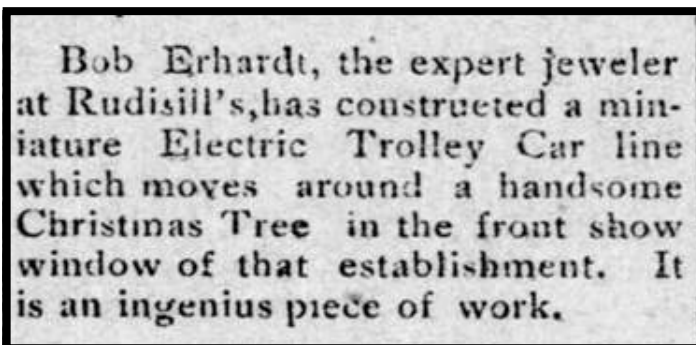 Bob Erhardt, the expert jeweler
at Rudisill's, has constructed a min-
iature Electric Trolley Car line
which moves around a handsome
Christmas Tree in the front show
window of that establishment. It
is an ingenius piece of work.